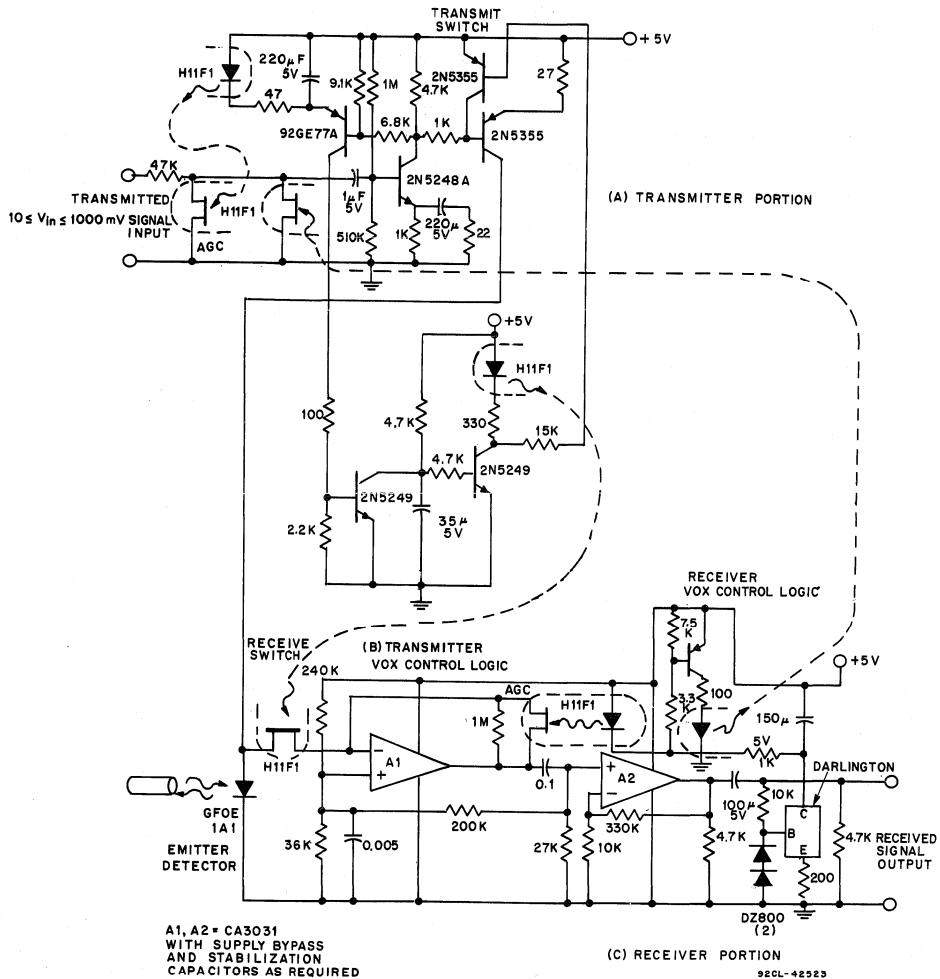 TRANSMIT
SWITCH
+5V
H11F1
220µF
5V
9.1K
1M
4.7K
2N5355
27
47
92GE77A
6.8K
1K
2N5355
47K
1µF
5V
2N5248A
TRANSMITTED
10 ≤ Vin ≤ 1000 mV SIGNAL
INPUT
H11F1
AGC
510K
1K
220µ
5V
22
(A) TRANSMITTER PORTION
+5V
H11F1
100
4.7K
330
15K
4.7K
2N5249
2N5249
2.2K
35µ
5V
RECEIVER
VOX CONTROL LOGIC
RECEIVE
SWITCH
(B) TRANSMITTER
VOX CONTROL LOGIC
240K
7.5
K
+5V
AGC
H11F1
3.3
K
100
150µ
1M
5V
1K
H11F1
A1
A2
DARLINGTON
GFOE
1A1
0.1
100µ
5V
10K
C
B
E
200K
330K
4.7K
4.7K
RECEIVED
SIGNAL
OUTPUT
EMITTER
DETECTOR
36K
0.005
27K
10K
200
DZ800
(2)
A1, A2 = CA3031
WITH SUPPLY BYPASS
AND STABILIZATION
CAPACITORS AS REQUIRED
(C) RECEIVER PORTION
92CL-42523